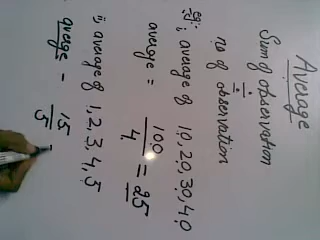 Average
Sum of observation
÷
no of observation
eg: i, average of 10, 20, 30, 40
average = 100/4 = 25
ii, average of 1, 2, 3, 4, 5
average - 15/5 -